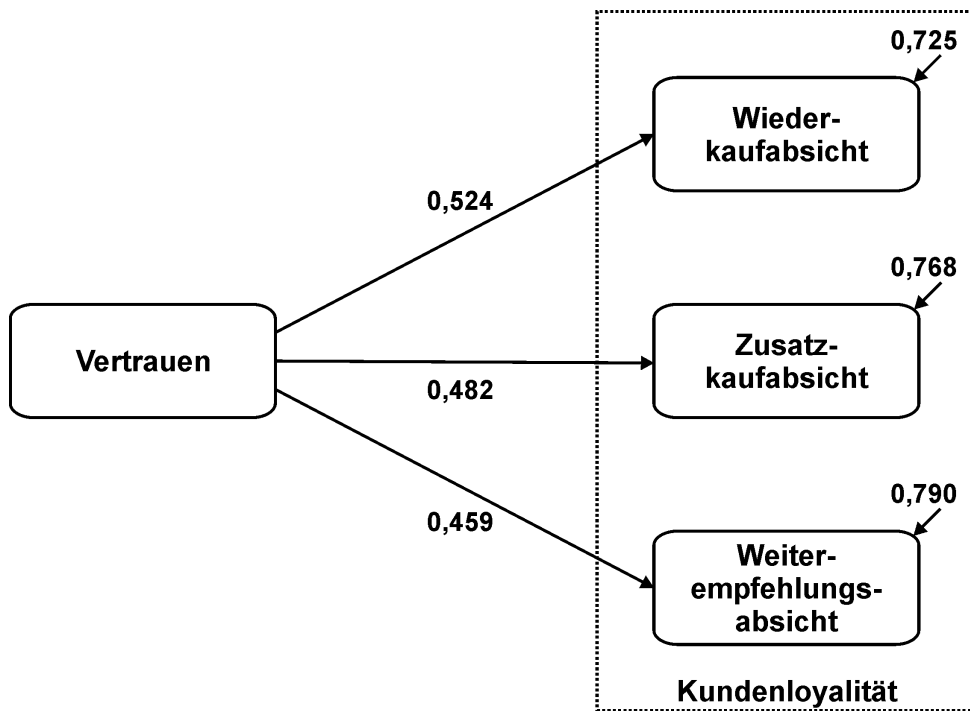 0,725
Wieder-
kaufabsicht
0,524
0,768
Vertrauen
Zusatz-
kaufabsicht
0,482
0,790
0,459
Weiter-
empfehlungs-
absicht
Kundenloyalität